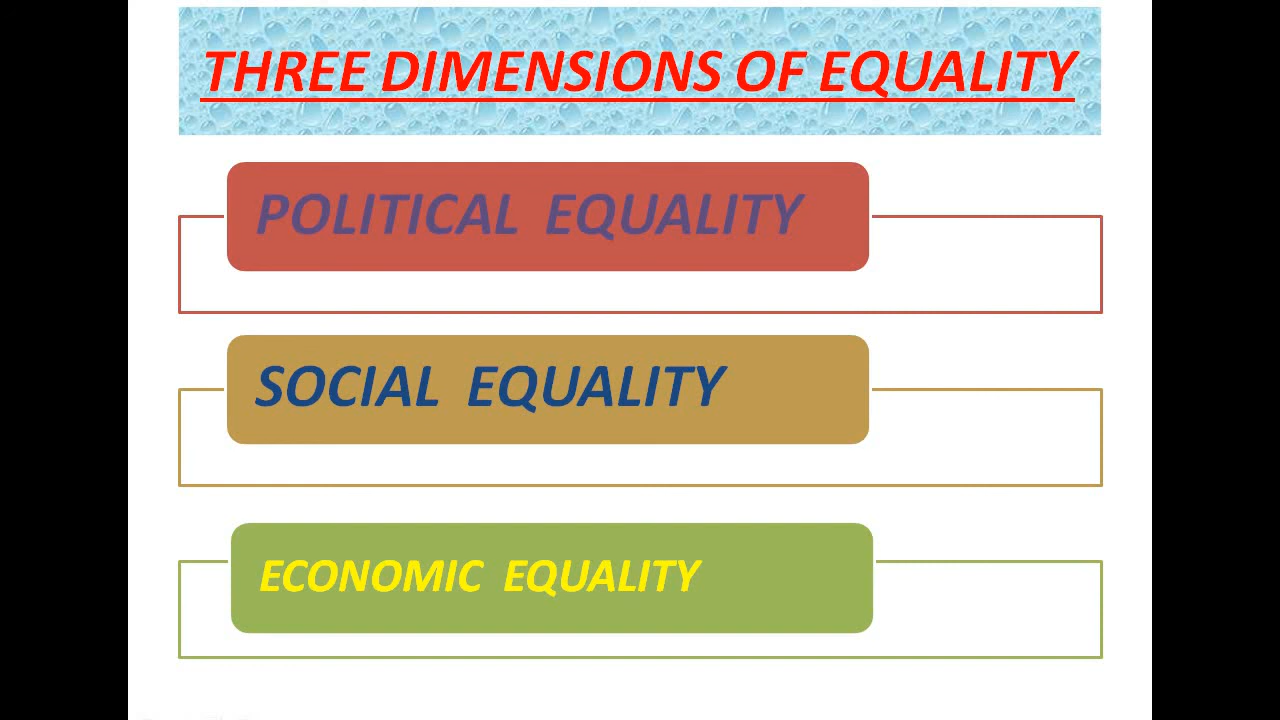 THREE DIMENSIONS OF EQUALITY
POLITICAL EQUALITY
SOCIAL EQUALITY
ECONOMIC EQUALITY